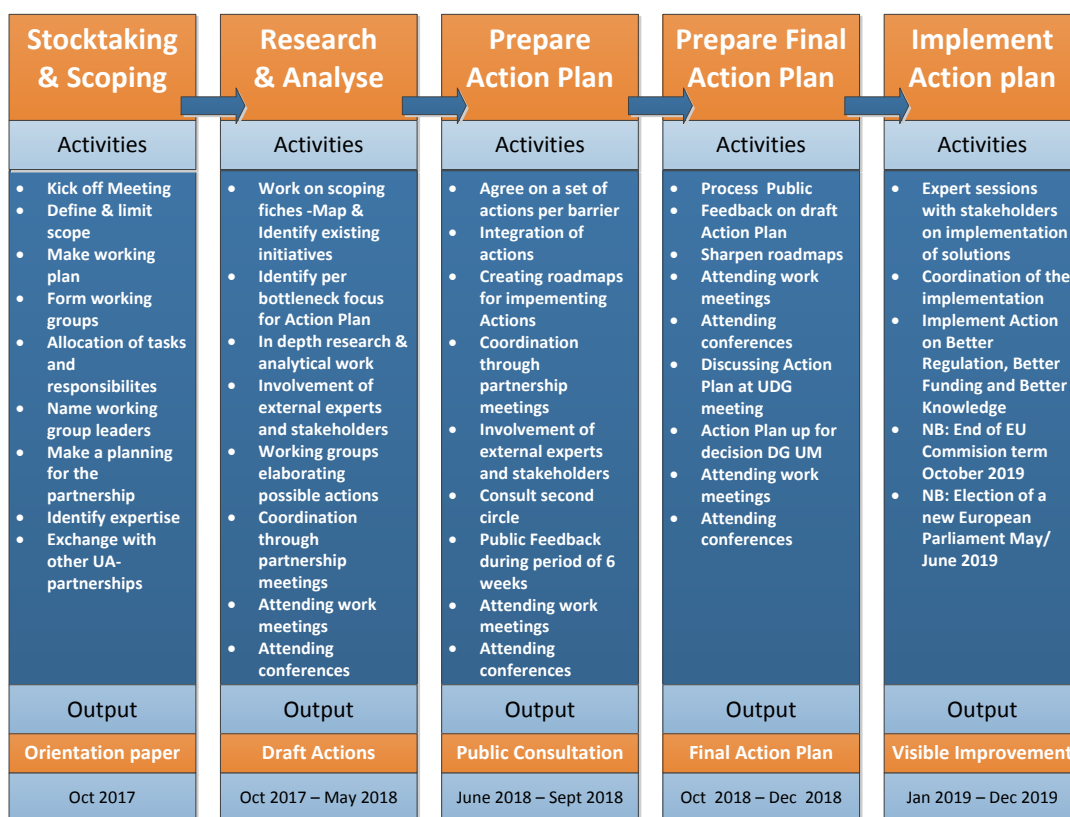 Stocktaking
& Scoping
Activities
• Kick off Meeting
• Define & limit
scope
• Make working
plan
• Form working
groups
• Allocation of tasks
and
responsibilites
• Name working
group leaders
• Make a planning
for the
partnership
• Identify expertise
• Exchange with
other UA-
partnerships
Output
Orientation paper
Oct 2017
Research
& Analyse
Activities
• Work on scoping
fiches -Map &
Identify existing
initiatives
• Identify per
bottleneck focus
for Action Plan
• In depth research &
analytical work
• Involvement of
external experts
and stakeholders
• Working groups
elaborating
possible actions
• Coordination
through
partnership
meetings
• Attending work
meetings
• Attending
conferences
Output
Draft Actions
Oct 2017 – May 2018
Prepare
Action Plan
Activities
• Agree on a set of
actions per barrier
• Integration of
actions
• Creating roadmaps
for impementing
Actions
• Coordination
through
partnership
meetings
• Involvement of
external experts
and stakeholders
• Consult second
circle
• Public Feedback
during period of 6
weeks
• Attending work
meetings
• Attending
conferences
Output
Public Consultation
June 2018 – Sept 2018
Prepare Final
Action Plan
Activities
• Process Public
• Feedback on draft
Action Plan
• Sharpen roadmaps
• Attending work
meetings
• Attending
conferences
• Discussing Action
Plan at UDG
meeting
• Action Plan up for
decision DG UM
• Attending work
meetings
• Attending
conferences
Output
Final Action Plan
Oct 2018 – Dec 2018
Implement
Action plan
Activities
• Expert sessions
with stakeholders
on implementation
of solutions
• Coordination of the
implementation
• Implement Action
on Better
Regulation, Better
Funding and Better
Knowledge
• NB: End of EU
Commision term
October 2019
• NB: Election of a
new European
Parliament May/
June 2019
Output
Visible Improvement
Jan 2019 – Dec 2019